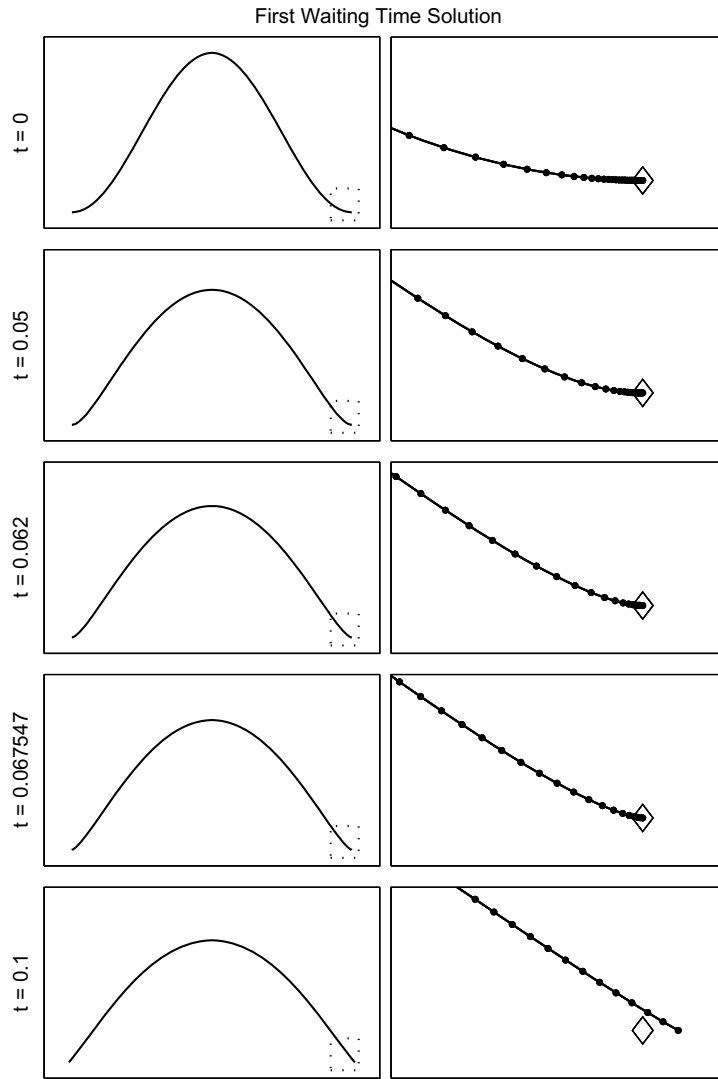 First Waiting Time Solution
t = 0
t = 0.05
t = 0.062
t = 0.067547
t = 0.1